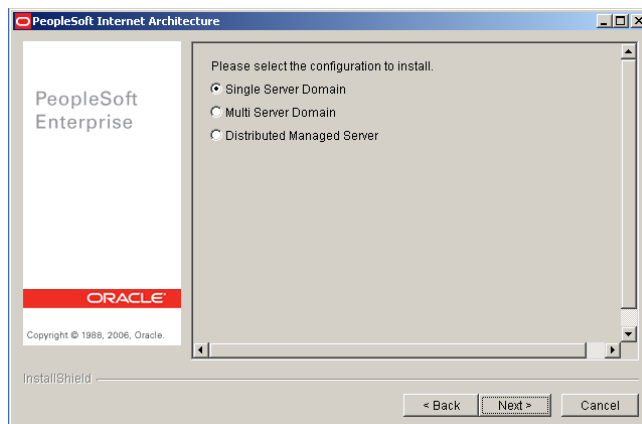 PeopleSoft Internet Architecture
PeopleSoft
Enterprise
ORACLE
Copyright © 1988, 2006, Oracle.
Please select the configuration to install.
Single Server Domain
Multi Server Domain
Distributed Managed Server
InstallShield
< Back
Next >
Cancel